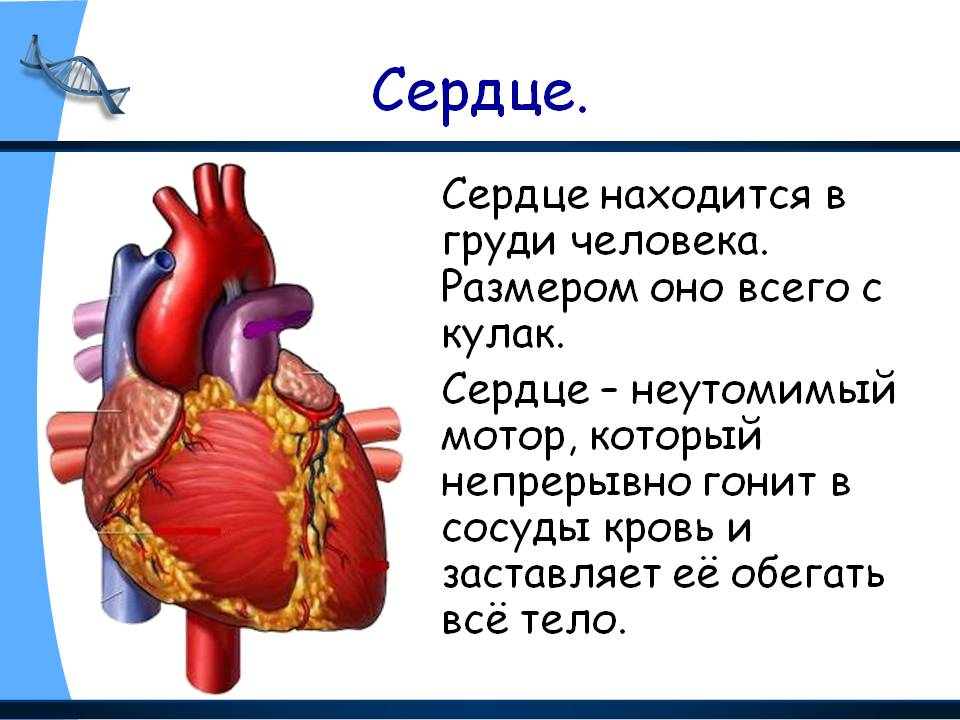 Сердце.
Сердце находится в
груди человека.
Размером оно всего с
кулак.
Сердце – неутомимый
мотор, который
непрерывно гонит в
сосуды кровь и
заставляет её обегать
всё тело.